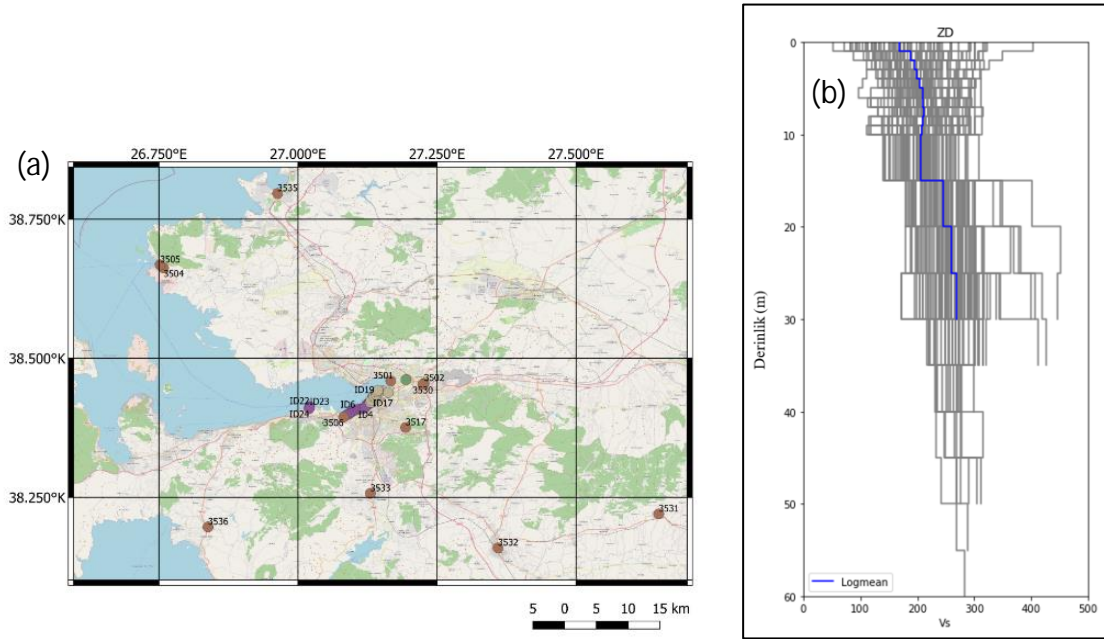 (a)
26.750°E
27.000°E
27.250°E
27.500°E
38.750°K
38.500°K
38.250°K
3535
3505
3504
3501
3502
3530
ID19
ID22
ID23
ID6
ID17
ID24
ID4
3506
3517
3533
3536
3531
3532
5 0 5 10 15 km
ZD
(b)
0
10
20
30
40
50
60
Derinlik (m)
Logmean
0 100 200 300 400 500
Vs